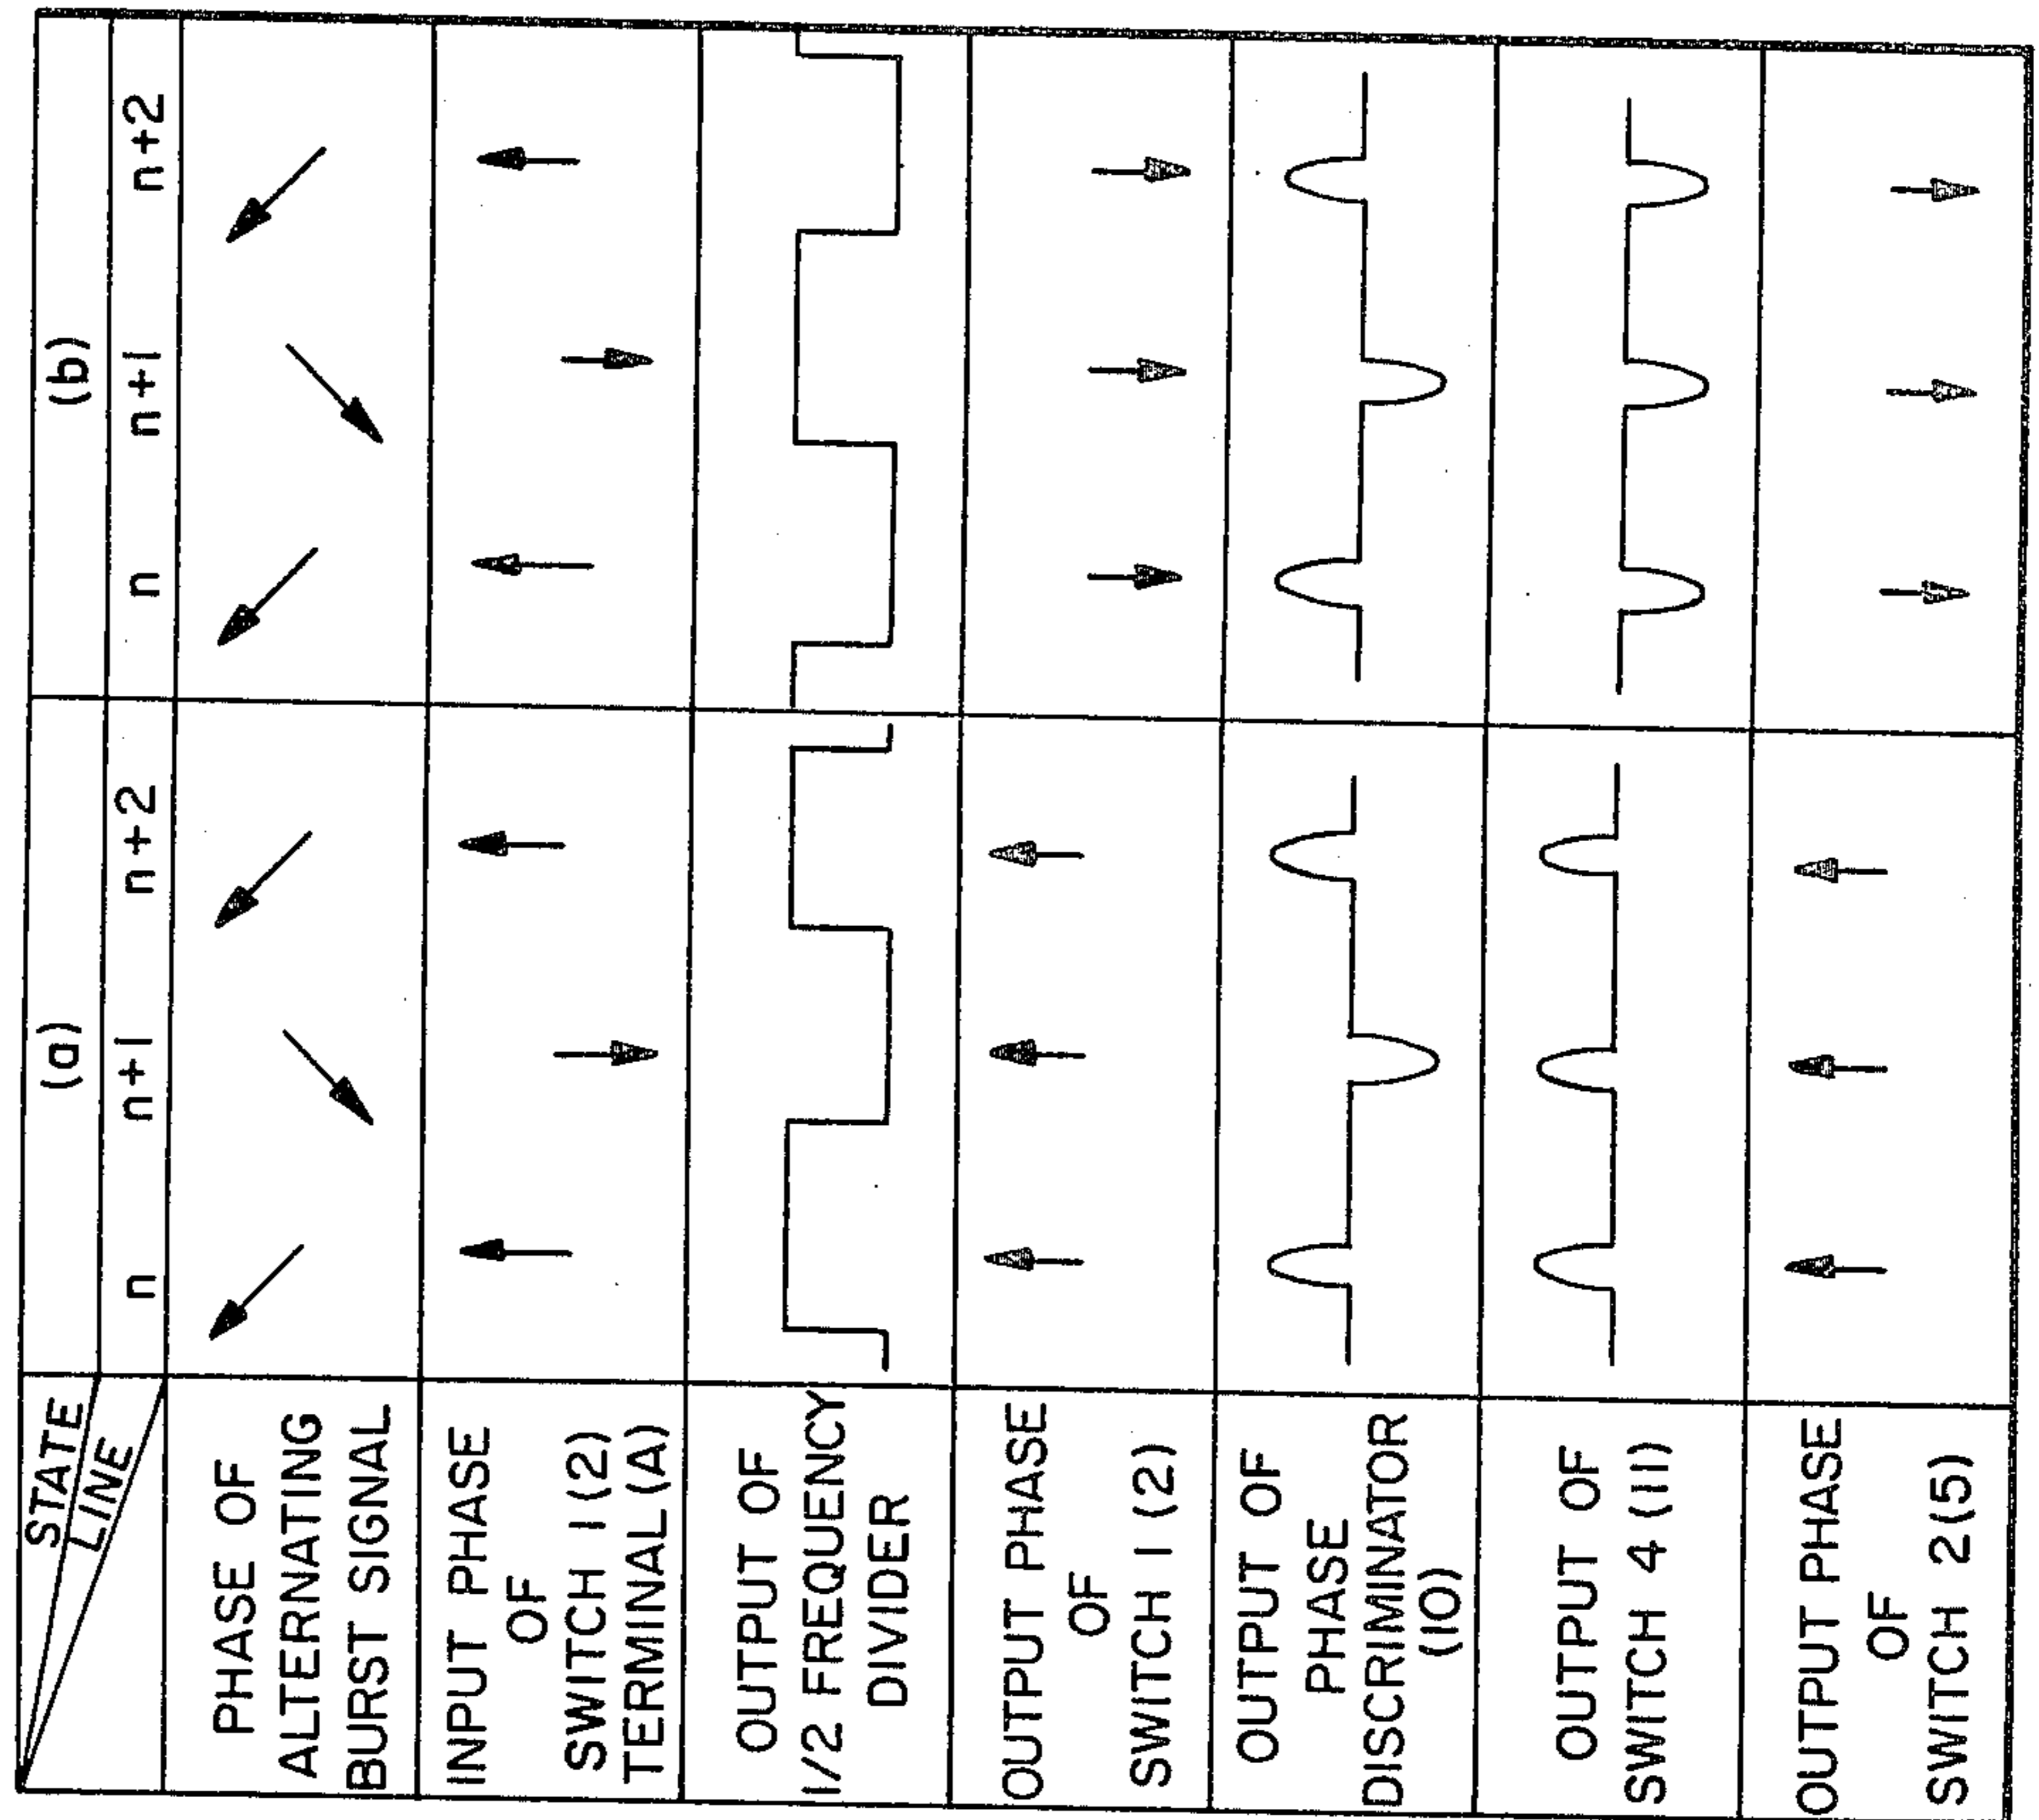 STATE
LINE
(a)
(b)
n
n+1
n+2
n
n+1
n+2
PHASE OF
ALTERNATING
BURST SIGNAL
INPUT PHASE
OF
SWITCH 1 (2)
TERMINAL (A)
OUTPUT OF
1/2 FREQUENCY
DIVIDER
OUTPUT PHASE
OF
SWITCH 1 (2)
OUTPUT OF
PHASE
DISCRIMINATOR
(10)
OUTPUT OF
SWITCH 4 (11)
OUTPUT PHASE
OF
SWITCH 2(5)